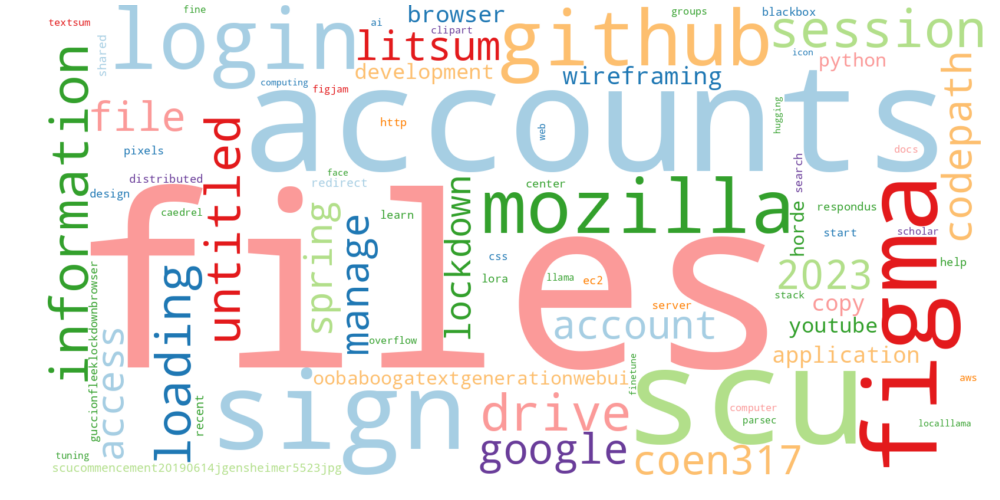 fine
groups
textsum
ai
browser
blackbox
login
clipart
litsum
github
session
shared
development
wireframing
icon
python
computing
figjam
accounts
codepath
file
http
web
hugging
information
untitled
pixels
docs
distributed
face
redirect
center
search
design
files
lockdown
mozilla
figma
caedrel
spring
manage
learn
horde
respondus
scholar
start
loading
css
help
guccionfleeklockdownbrowser
lora
llama
ec2
2023
stack
server
copy
access
overflow
account
youtube
application
finetune
oobaboogatextgenerationwebui
scu
aws
recent
sign
drive
computer
parsec
localllama
google
coen317
tuning
scucommencement20190614jgensheimer5523jpg